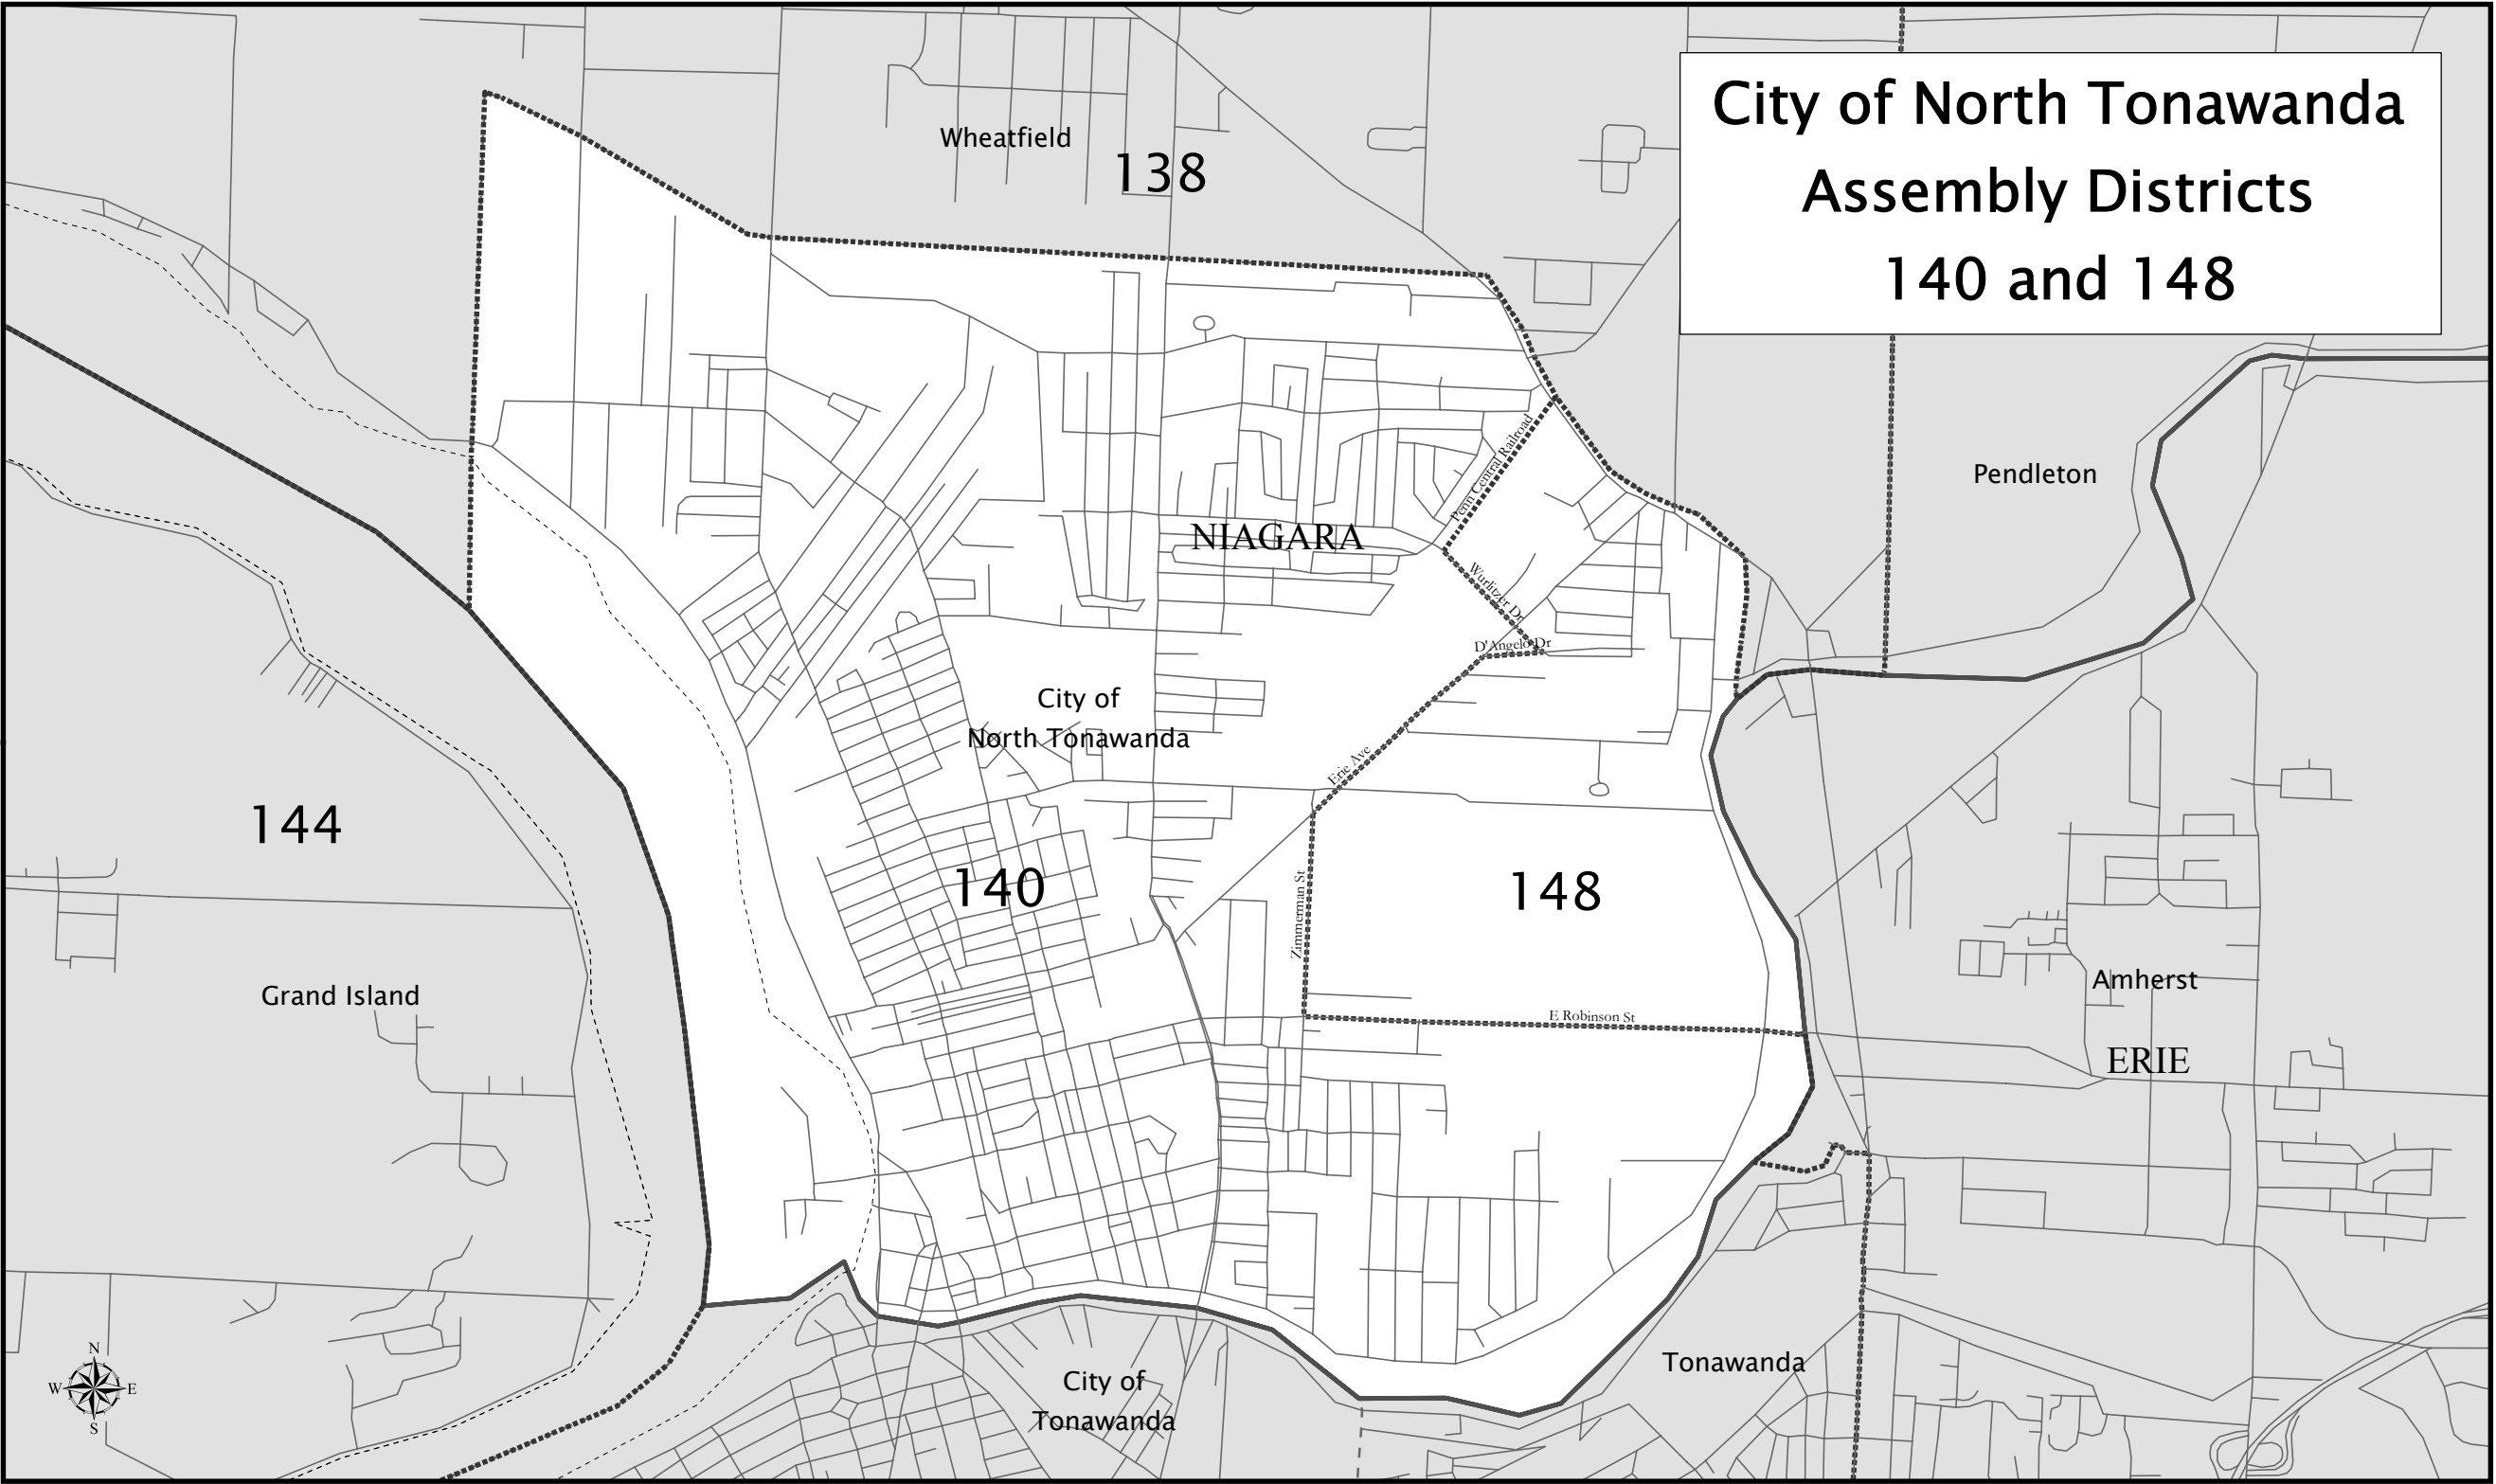 City of North Tonawanda
Assembly Districts
140 and 148
Wheatfield
138
Pendleton
Penn Central Railroad
NIAGARA
Wurlitzer Dr
D'Angelo Dr
City of
North Tonawanda
Erie Ave
144
140
148
Zimmerman St
Grand Island
Amherst
E Robinson St
ERIE
N
W
E
S
City of
Tonawanda
Tonawanda